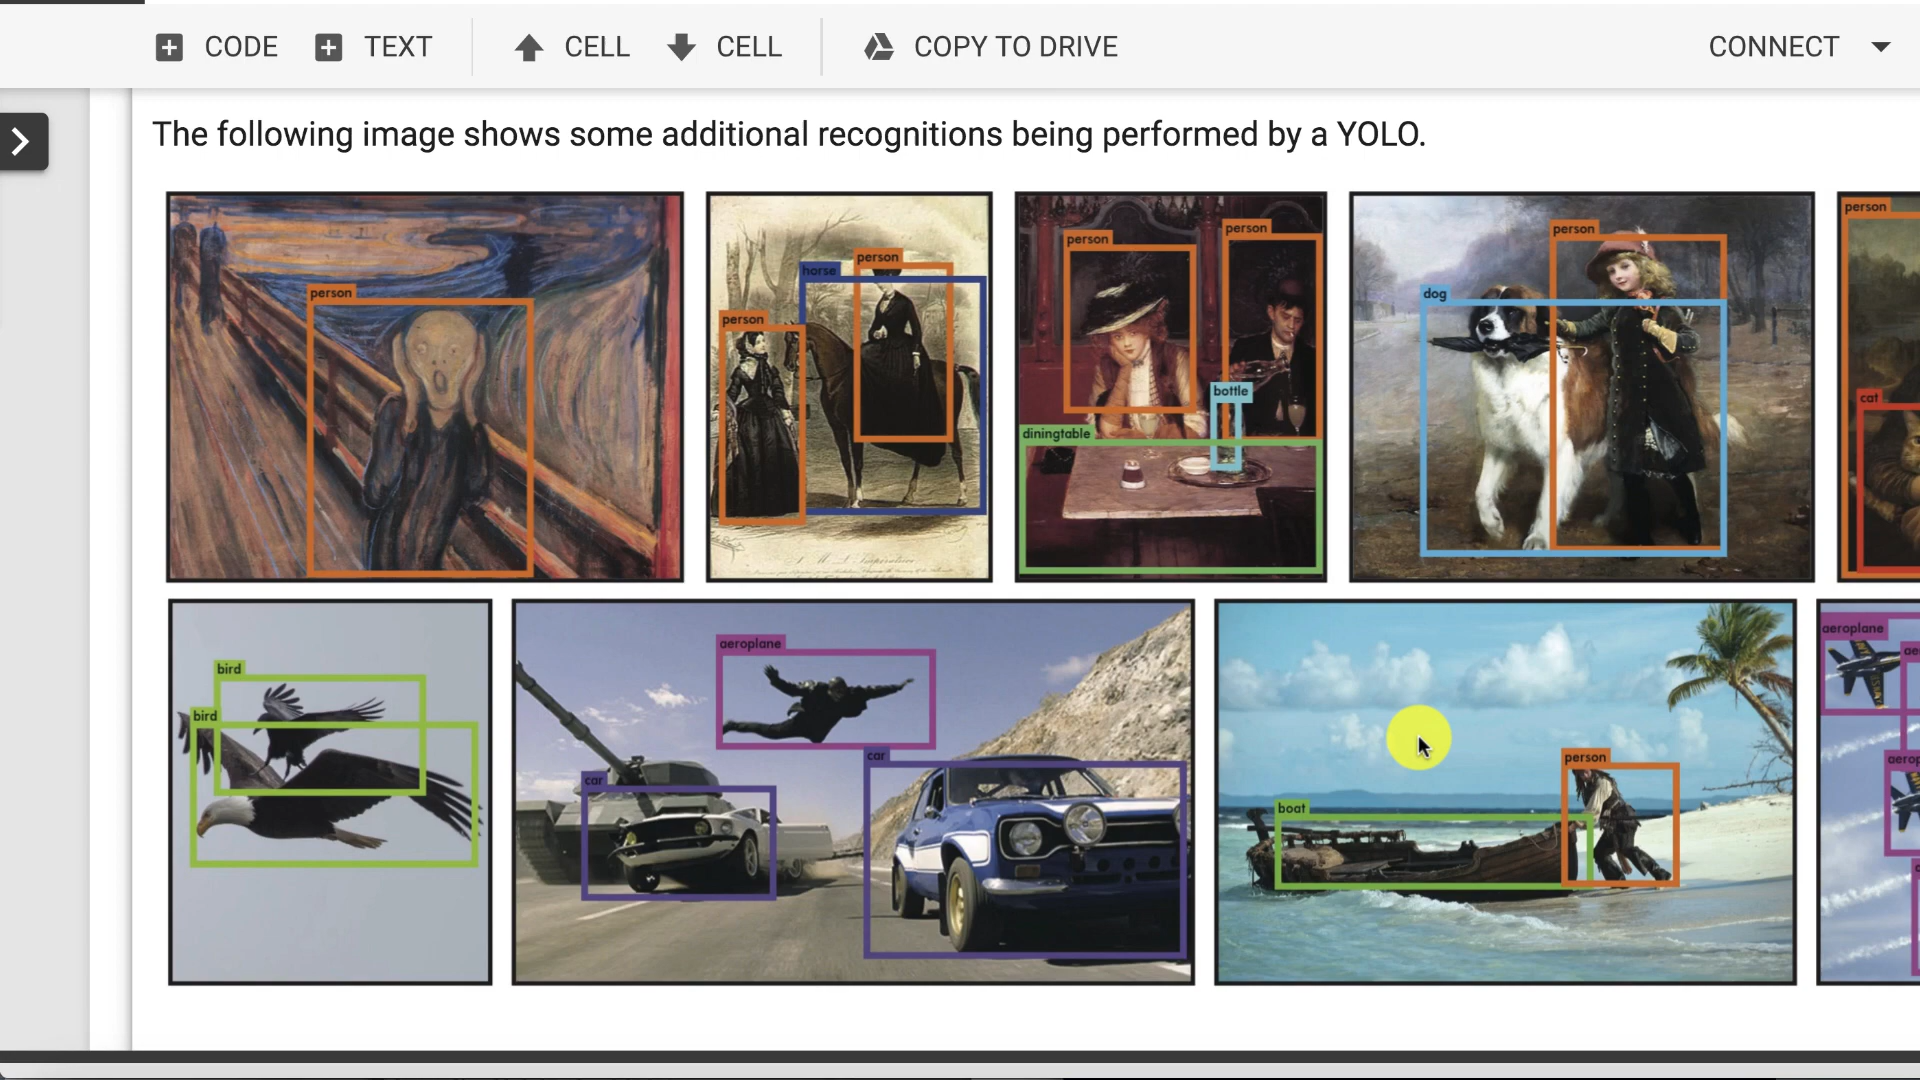 CODE TEXT CELL CELL COPY TO DRIVE CONNECT
The following image shows some additional recognitions being performed by a YOLO.
person
person
horse
person
person
person
bottle
diningtable
person
dog
person
cat
bird
bird
aeroplane
car
car
person
boat
aeroplane